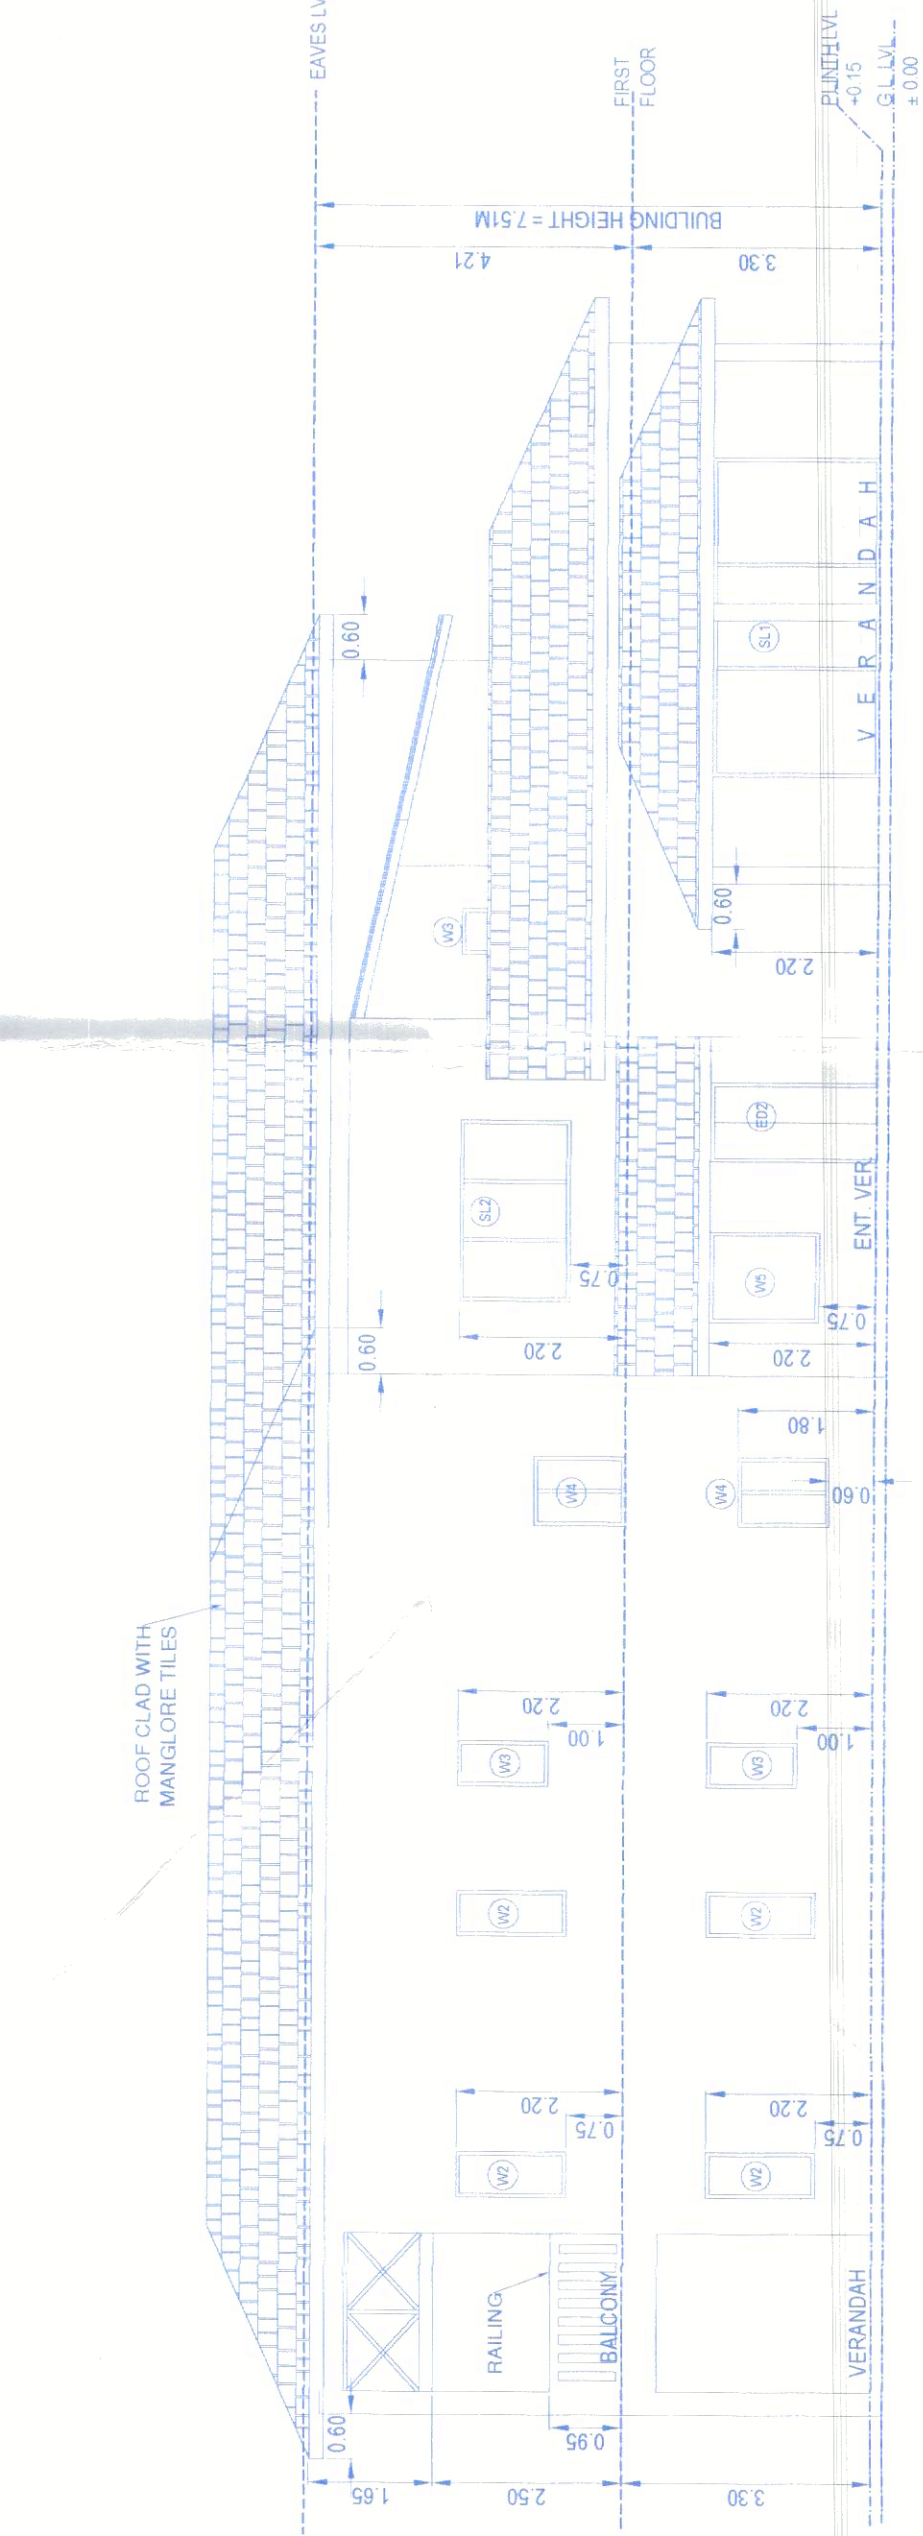 EAVES LV
FIRST
FLOOR
PLINTH LVL
+0.15
G.L. LVL
± 0.00
BUILDING HEIGHT = 7.51M
4.21
3.30
0.60
W3
SL1
V E R A N D A H
0.60
2.20
ED2
ENT. VER.
SL2
0.75
2.20
W5
0.75
2.20
0.60
1.80
W4
W4
0.60
ROOF CLAD WITH
MANGLORE TILES
2.20
1.00
W3
2.20
1.00
W3
W2
W2
2.20
0.75
W2
2.20
0.75
W2
RAILING
BALCONY
VERANDAH
0.60
0.95
1.65
2.50
3.30